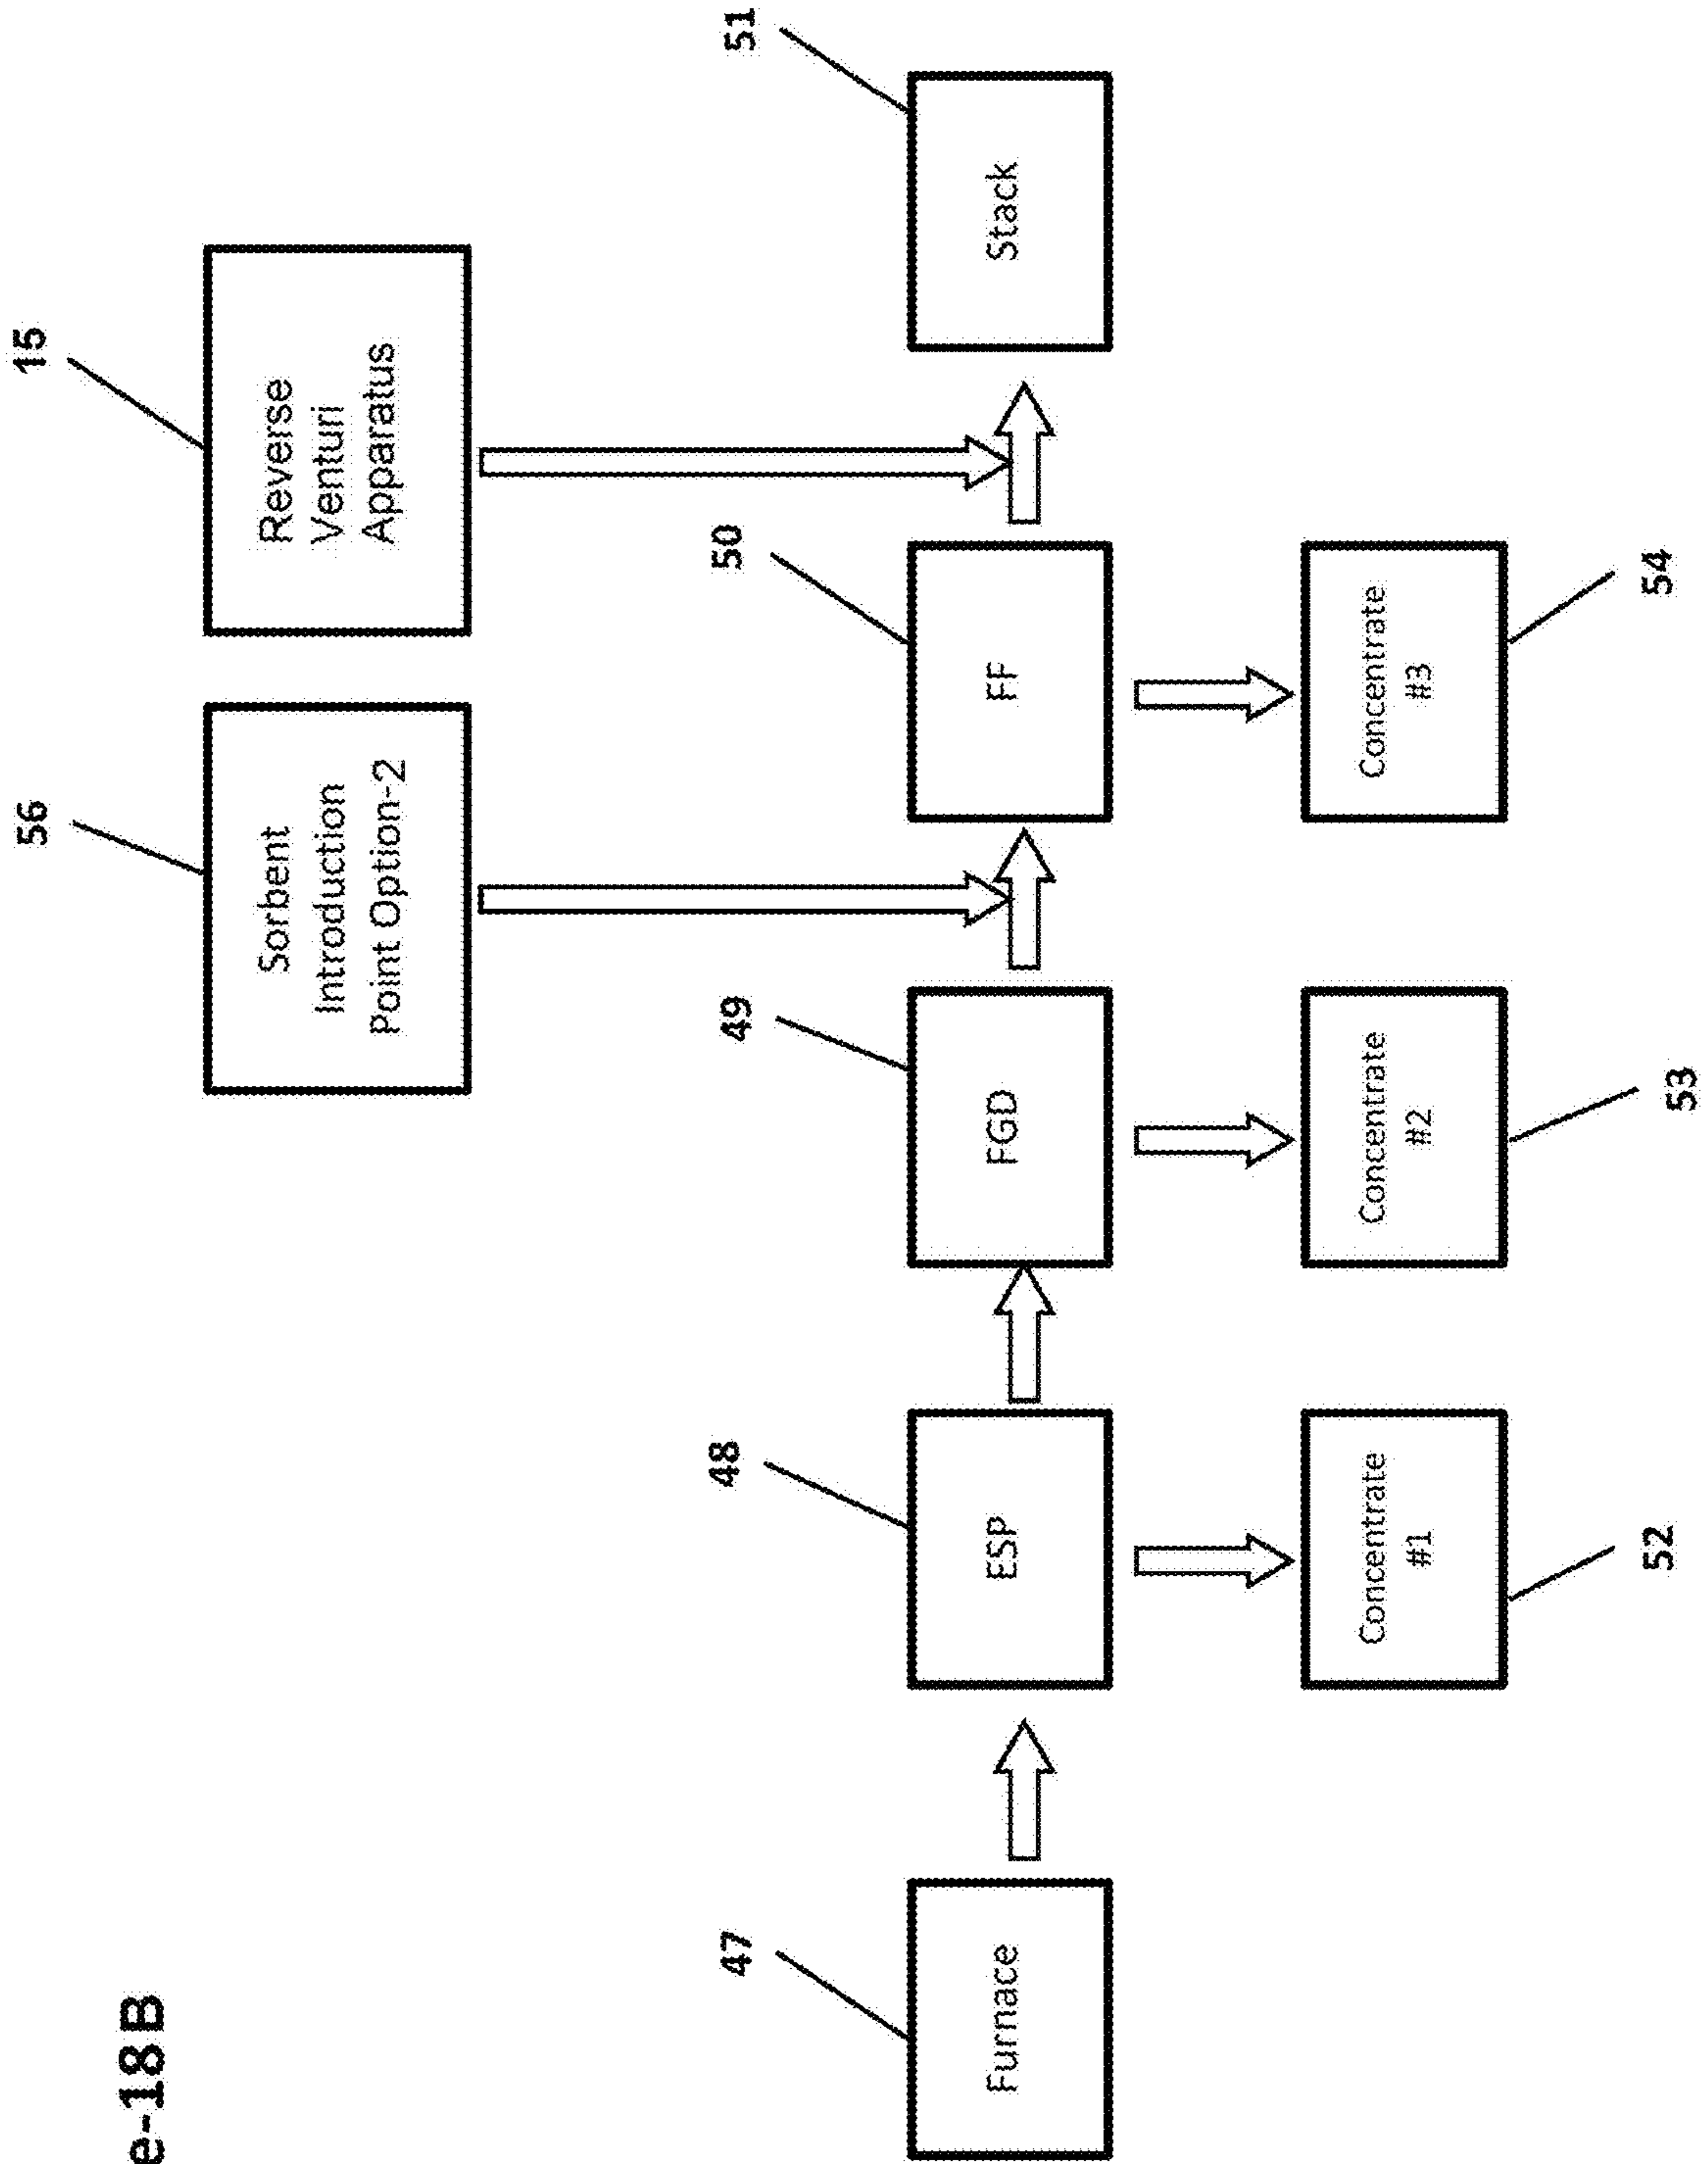 56
15
e-18B
Sorbent
Introduction
Point Option-2
Reverse
Venturi
Apparatus
47
48
49
50
51
Furnace
ESP
FGD
FF
Stack
Concentrate
#1
Concentrate
#2
Concentrate
#3
52
53
54